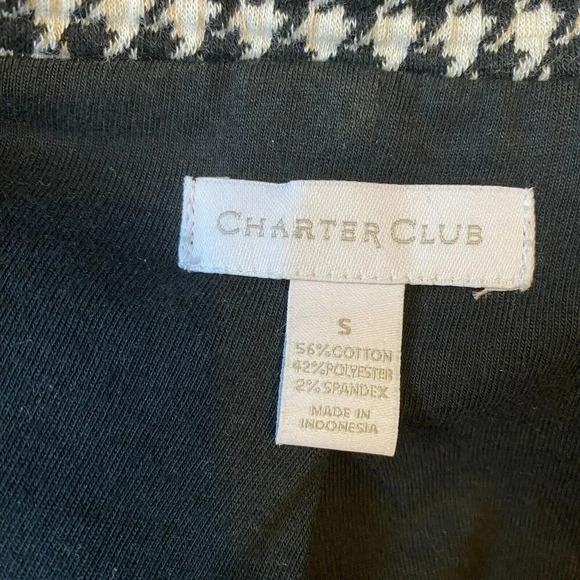 CHARTER CLUB
S
56%COTTON
42%POLYESTER
2%SPANDEX
MADE IN
INDONESIA